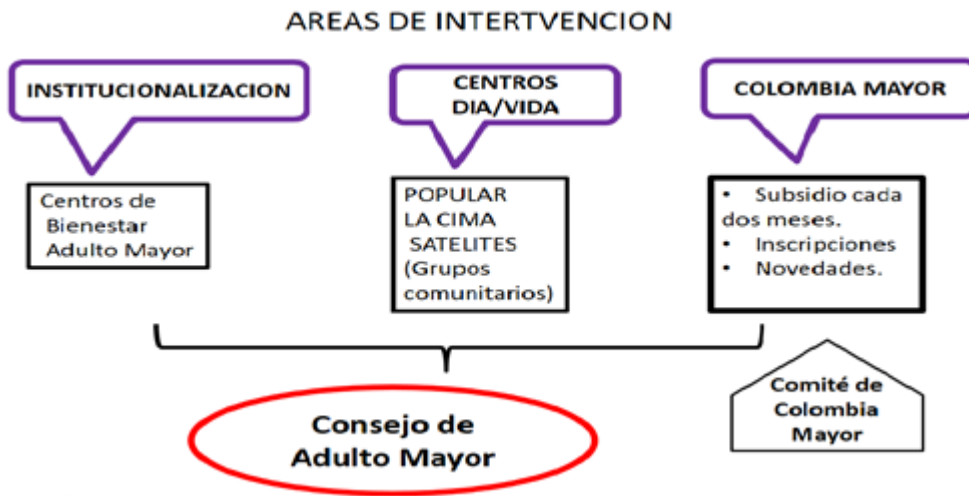 AREAS DE INTERTVENCION
INSTITUCIONALIZACION
CENTROS
DIA/VIDA
COLOMBIA MAYOR
Centros de
Bienestar
Adulto Mayor
POPULAR
LA CIMA
SATELITES
(Grupos
comunitarios)
• Subsidio cada
dos meses.
• Inscripciones
• Novedades.
Consejo de
Adulto Mayor
Comité de
Colombia
Mayor